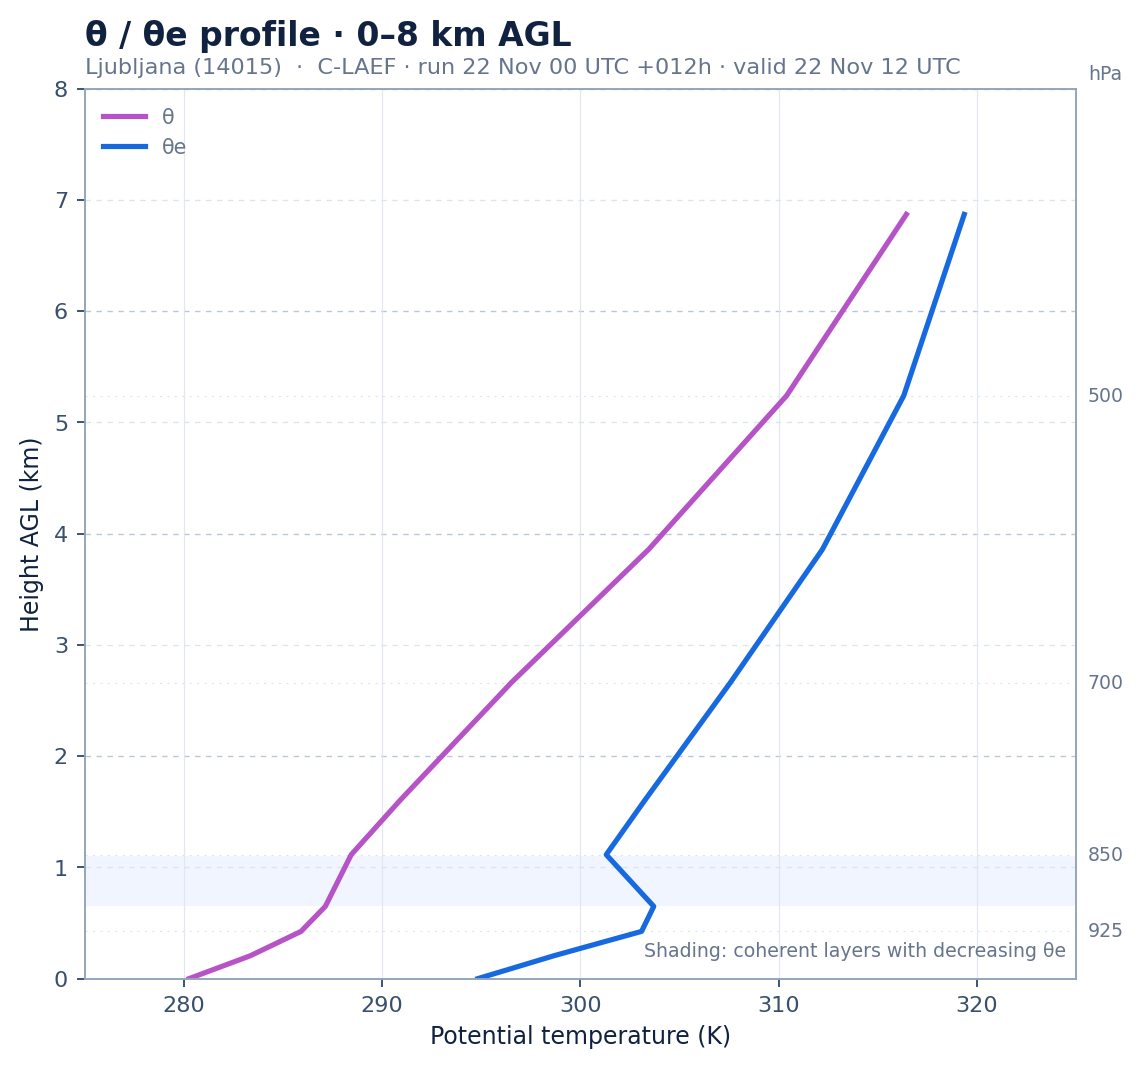 θ / θe profile · 0–8 km AGL
Ljubljana (14015)  ·  C-LAEF · run 22 Nov 00 UTC +012h · valid 22 Nov 12 UTC
hPa
8
7
6
5
4
3
2
1
0
θ
θe
500
700
850
925
Shading: coherent layers with decreasing θe
280
290
300
310
320
Height AGL (km)
Potential temperature (K)